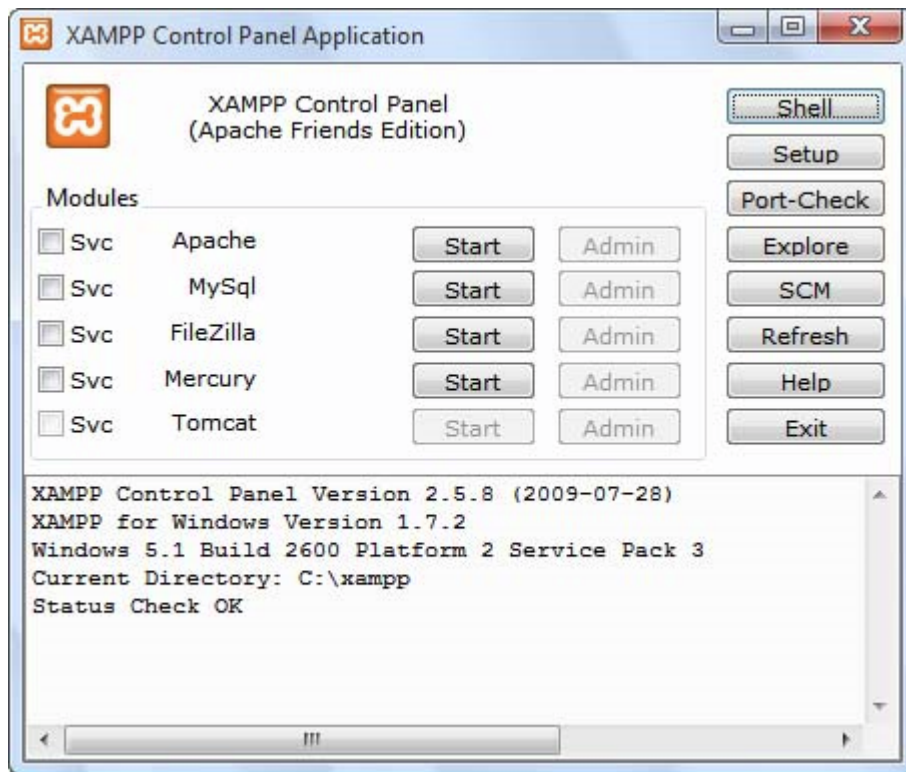 XAMPP Control Panel Application
XAMPP Control Panel
(Apache Friends Edition)
Shell
Setup
Port-Check
Explore
SCM
Refresh
Help
Exit
Modules
Svc Apache Start Admin
Svc MySql Start Admin
Svc FileZilla Start Admin
Svc Mercury Start Admin
Svc Tomcat Start Admin
XAMPP Control Panel Version 2.5.8 (2009-07-28)
XAMPP for Windows Version 1.7.2
Windows 5.1 Build 2600 Platform 2 Service Pack 3
Current Directory: C:\xampp
Status Check OK